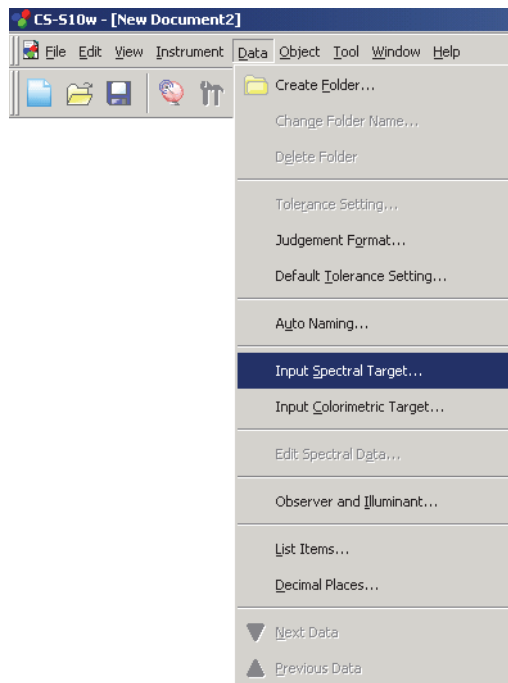 CS-S10w - [New Document2]
File Edit View Instrument Data Object Tool Window Help
Create Folder...
Change Folder Name...
Delete Folder
Tolerance Setting...
Judgement Format...
Default Tolerance Setting...
Auto Naming...
Input Spectral Target...
Input Colorimetric Target...
Edit Spectral Data...
Observer and Illuminant...
List Items...
Decimal Places...
Next Data
Previous Data